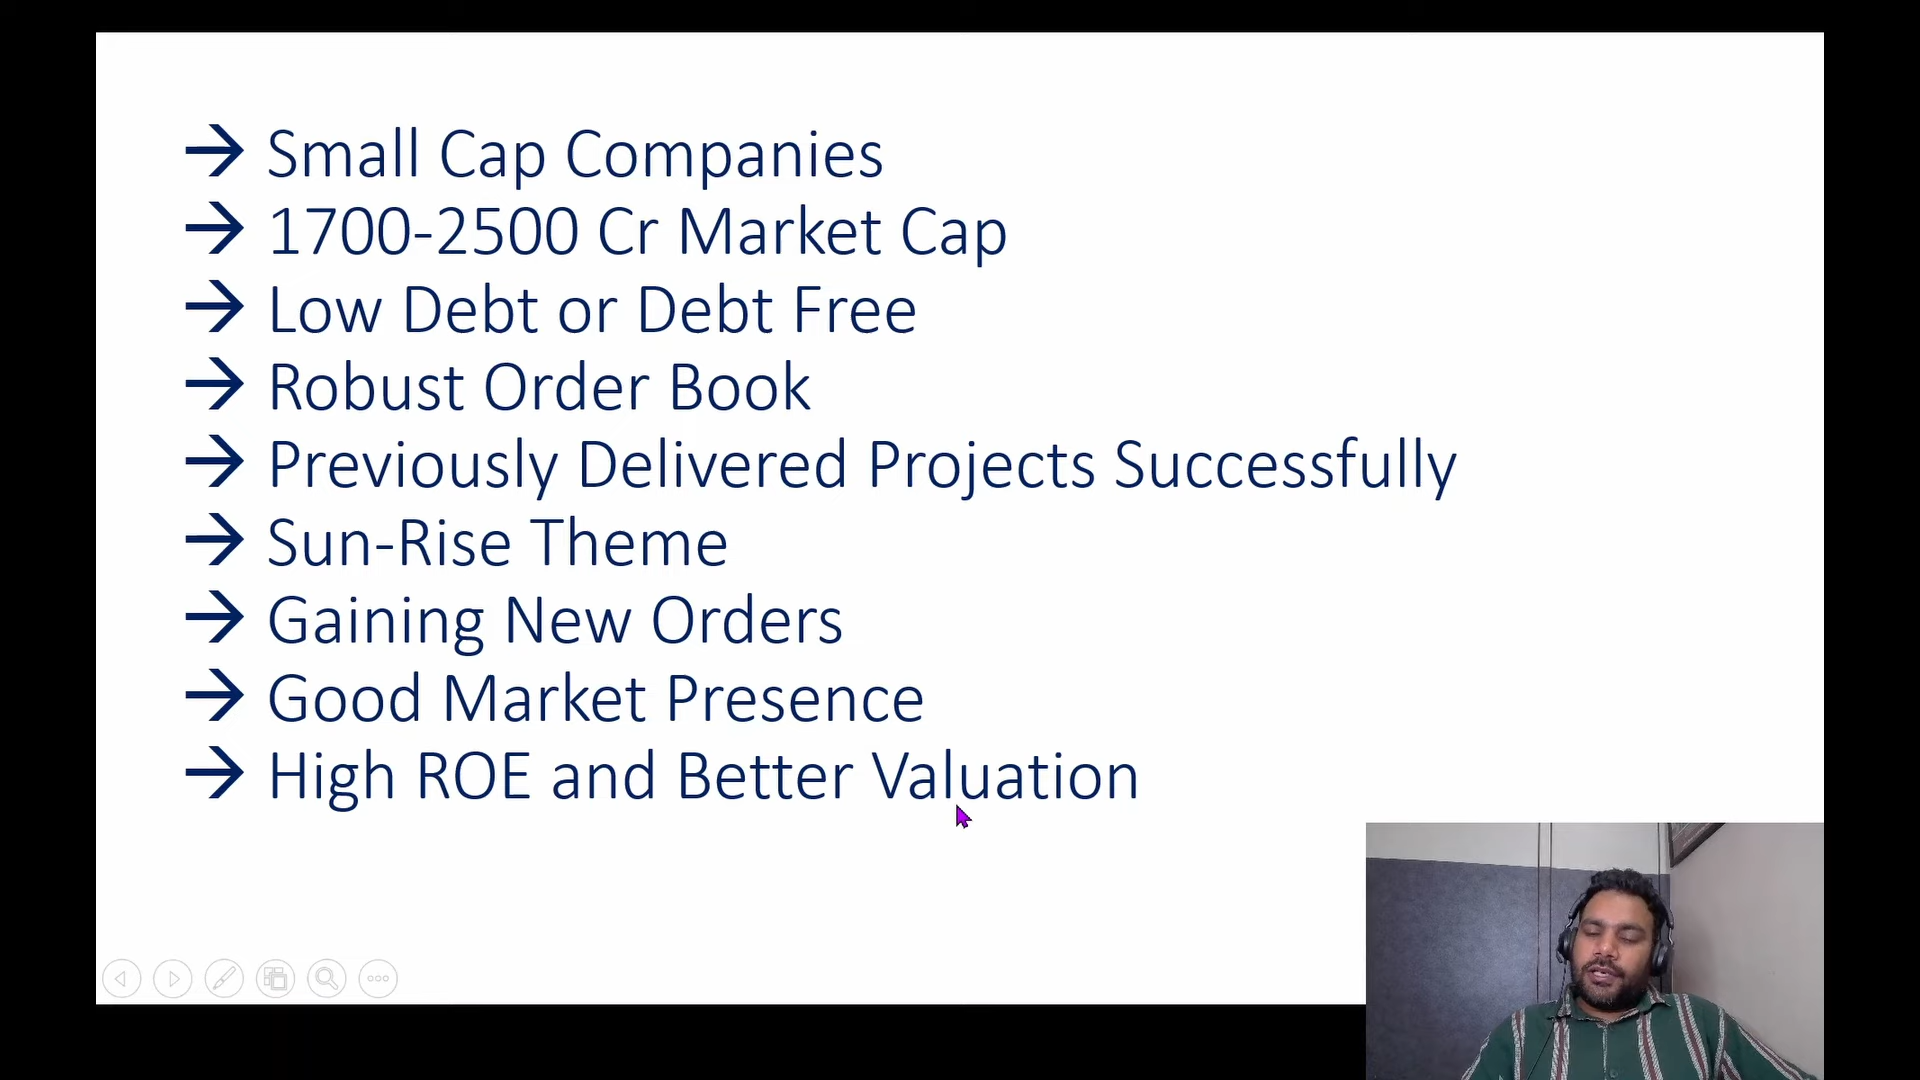 → Small Cap Companies
→ 1700-2500 Cr Market Cap
→ Low Debt or Debt Free
→ Robust Order Book
→ Previously Delivered Projects Successfully
→ Sun-Rise Theme
→ Gaining New Orders
→ Good Market Presence
→ High ROE and Better Valuation